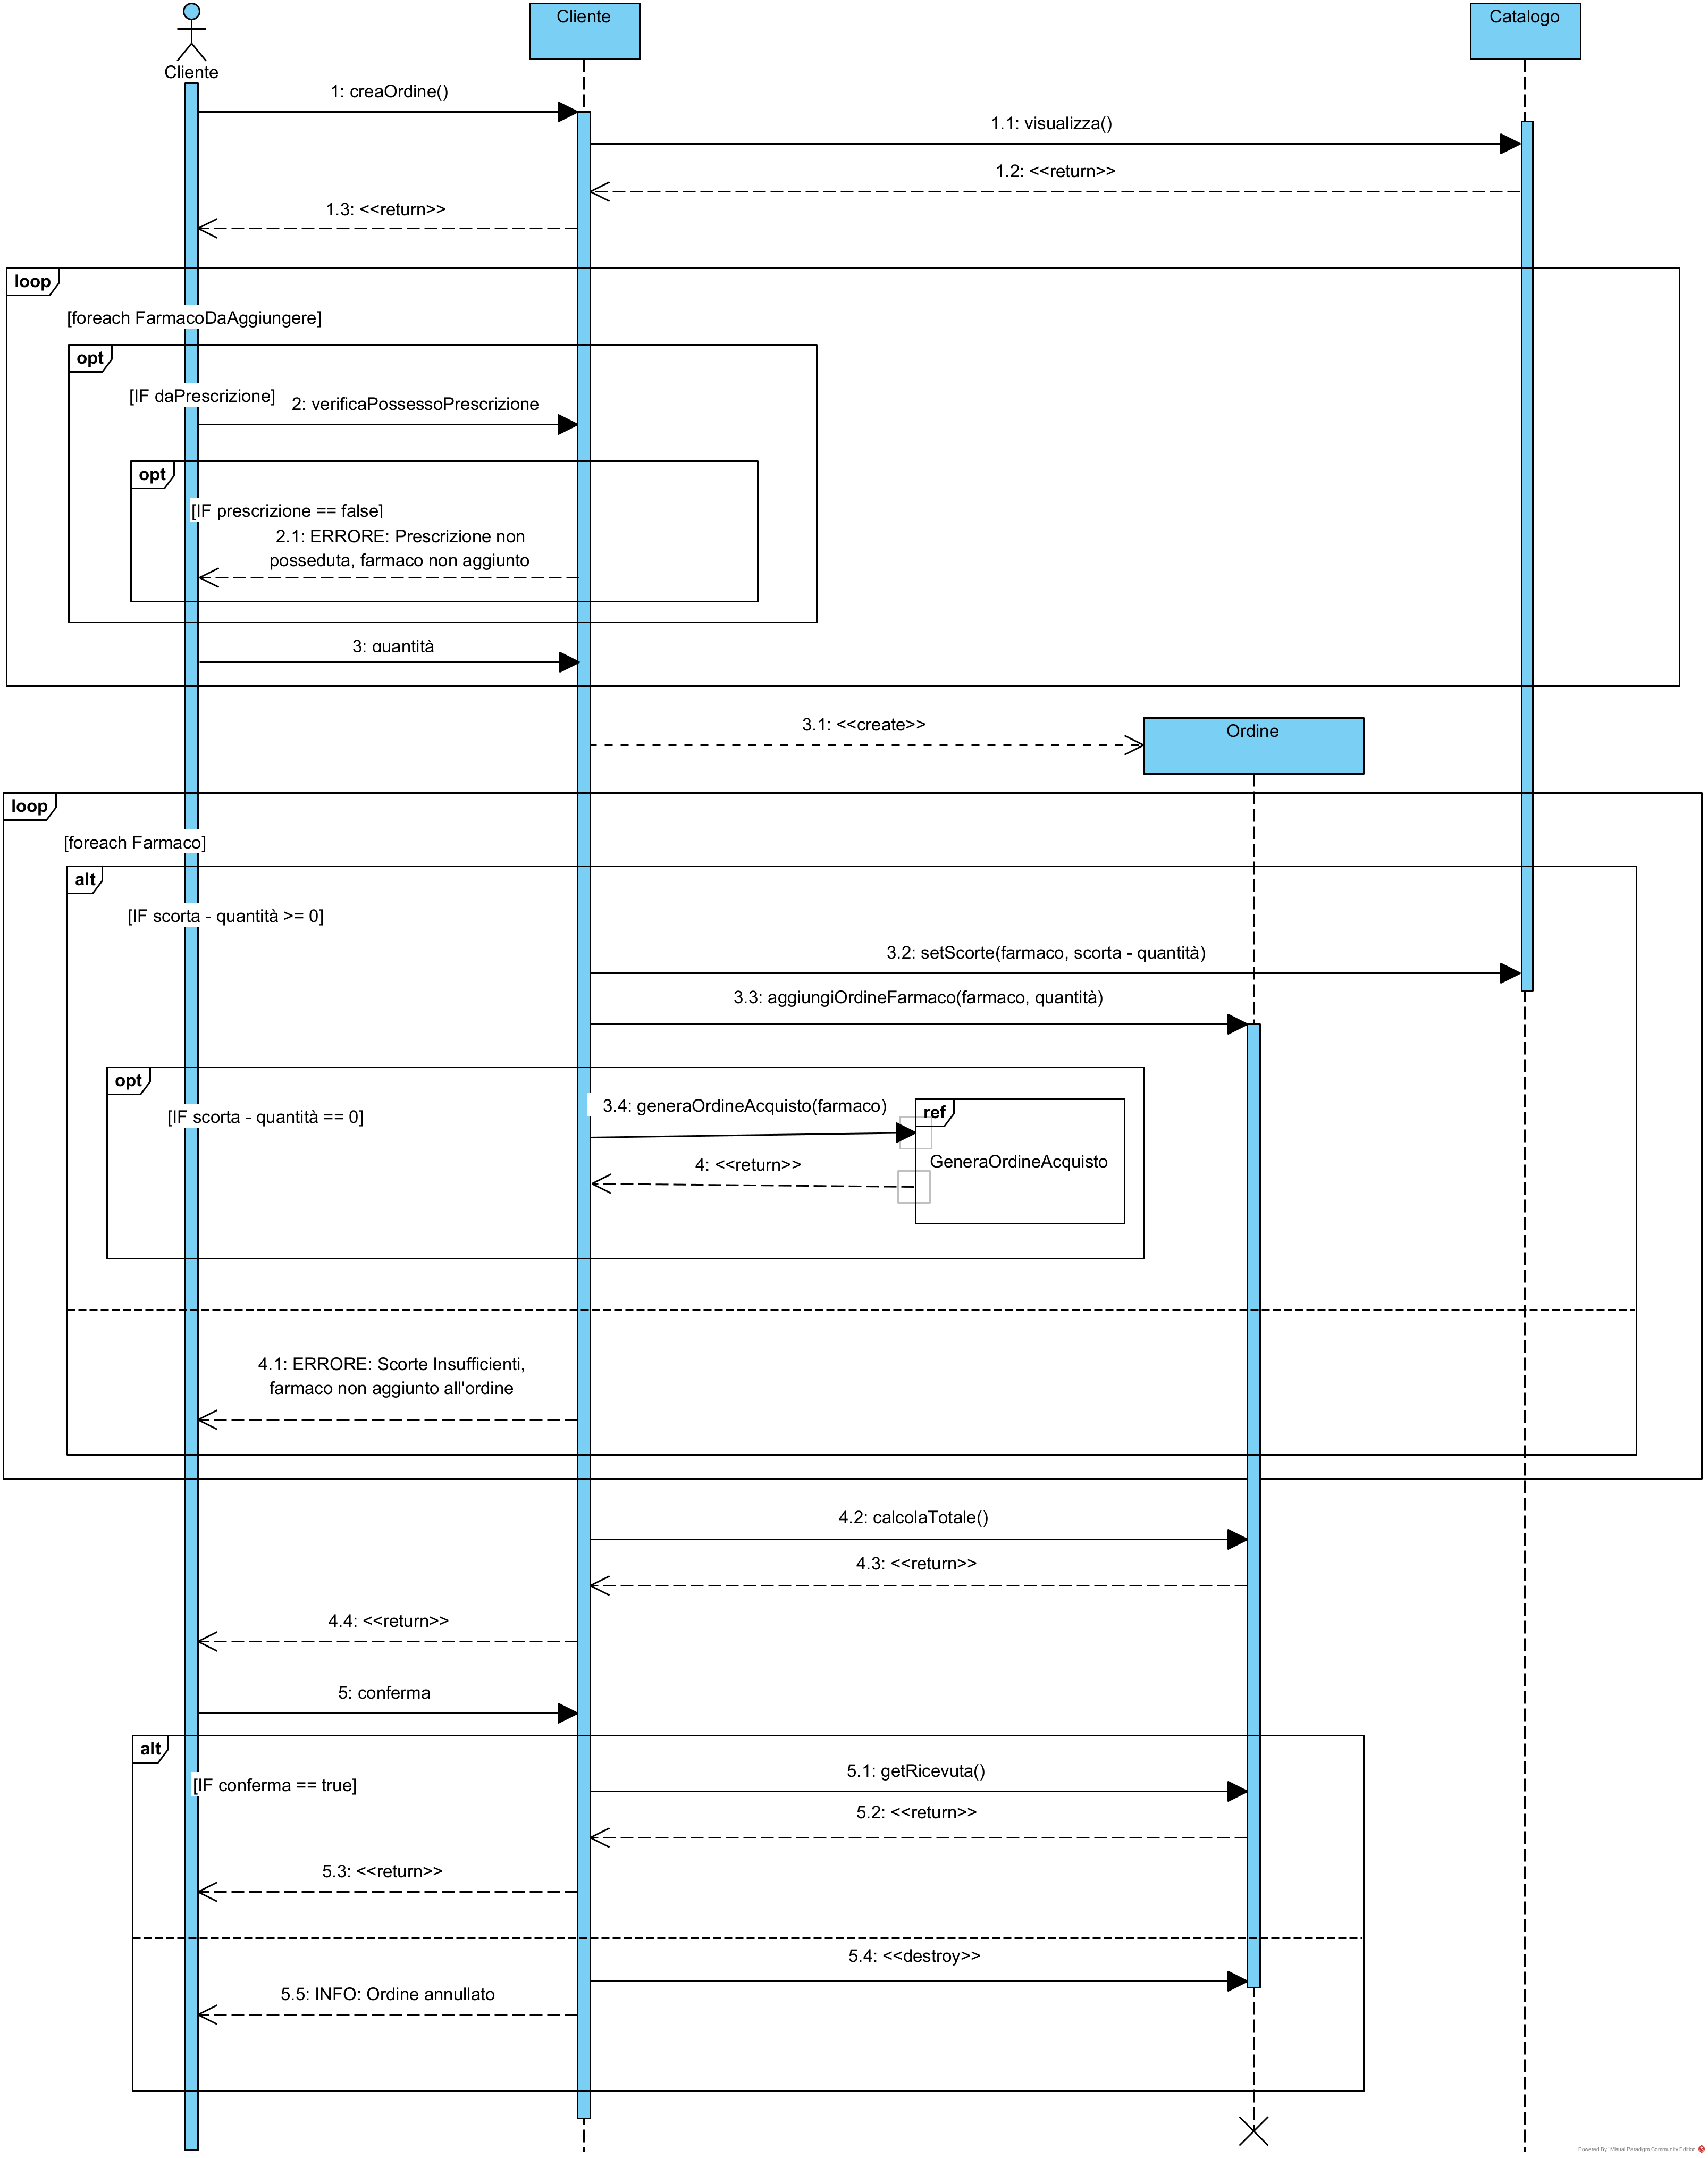 Cliente
Cliente
Catalogo
1: creaOrdine()
1.1: visualizza()
1.2: <<return>>
1.3: <<return>>
loop
[foreach FarmacoDaAggiungere]
opt
[IF daPrescrizione]
2: verificaPossessoPrescrizione
opt
[IF prescrizione == false]
2.1: ERRORE: Prescrizione non
posseduta, farmaco non aggiunto
3: quantità
3.1: <<create>>
Ordine
loop
[foreach Farmaco]
alt
[IF scorta - quantità >= 0]
3.2: setScorte(farmaco, scorta - quantità)
3.3: aggiungiOrdineFarmaco(farmaco, quantità)
opt
[IF scorta - quantità == 0]
3.4: generaOrdineAcquisto(farmaco)
ref
GeneraOrdineAcquisto
4: <<return>>
4.1: ERRORE: Scorte Insufficienti,
farmaco non aggiunto all'ordine
4.2: calcolaTotale()
4.3: <<return>>
4.4: <<return>>
5: conferma
alt
[IF conferma == true]
5.1: getRicevuta()
5.2: <<return>>
5.3: <<return>>
5.4: <<destroy>>
5.5: INFO: Ordine annullato
Powered By: Visual Paradigm Community Edition